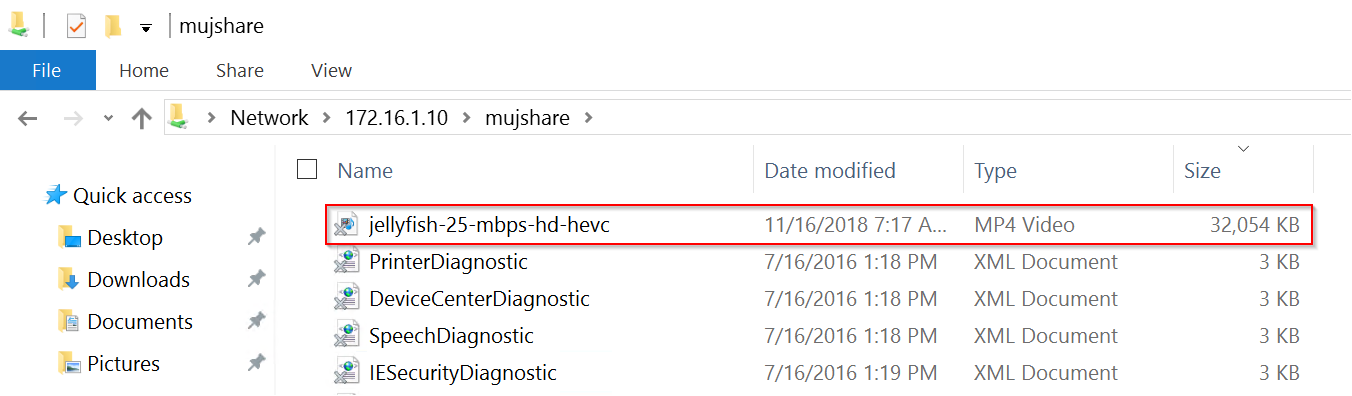 mujshare
File Home Share View
Network 172.16.1.10 mujshare
Name Date modified Type Size
Quick access
Desktop
Downloads
Documents
Pictures
jellyfish-25-mbps-hd-hevc 11/16/2018 7:17 A... MP4 Video 32,054 KB
PrinterDiagnostic 7/16/2016 1:18 PM XML Document 3 KB
DeviceCenterDiagnostic 7/16/2016 1:18 PM XML Document 3 KB
SpeechDiagnostic 7/16/2016 1:18 PM XML Document 3 KB
IESecurityDiagnostic 7/16/2016 1:19 PM XML Document 3 KB